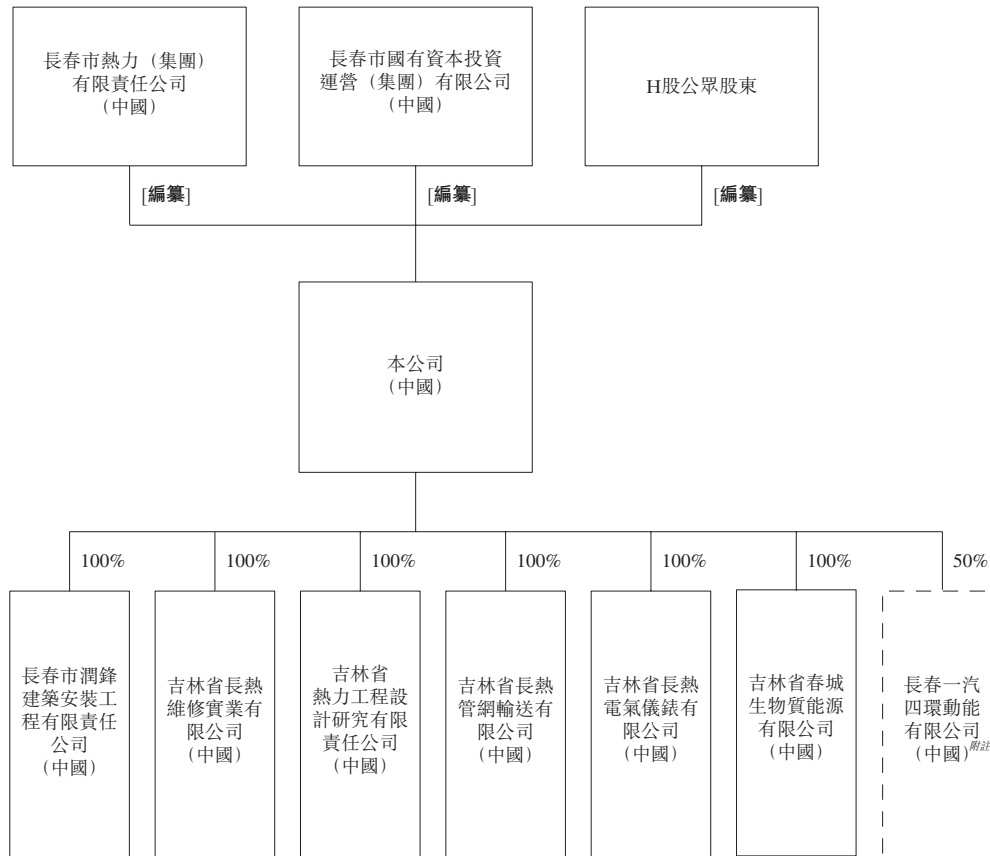 長春市熱力（集團）
有限責任公司
（中國）
長春市國有資本投資
運營（集團）有限公司
（中國）
H股公眾股東
[編纂]
[編纂]
[編纂]
本公司
（中國）
100%
100%
100%
100%
100%
100%
50%
長春市潤鋒
建築安裝工
程有限責任
公司
（中國）
吉林省長熱
維修實業有
限公司
（中國）
吉林省
熱力工程設
計研究有限
責任公司
（中國）
吉林省長熱
管網輸送有
限公司
（中國）
吉林省長熱
電氣儀錶有
限公司
（中國）
吉林省春城
生物質能源
有限公司
（中國）
長春一汽
四環動能
有限公司
（中國）附註